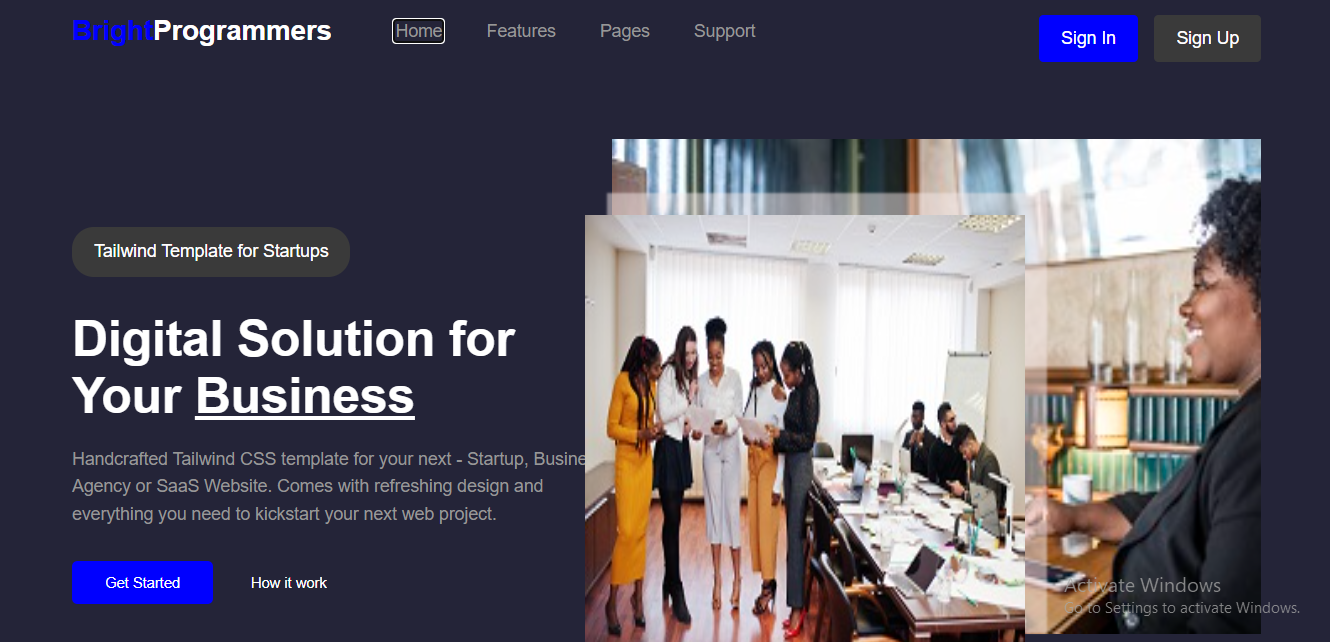 BrightProgrammers
Home
Features
Pages
Support
Sign In
Sign Up
Tailwind Template for Startups
Digital Solution for
Your Business
Handcrafted Tailwind CSS template for your next - Startup, Busine
Agency or SaaS Website. Comes with refreshing design and
everything you need to kickstart your next web project.
Get Started
How it work
Activate Windows
Go to Settings to activate Windows.